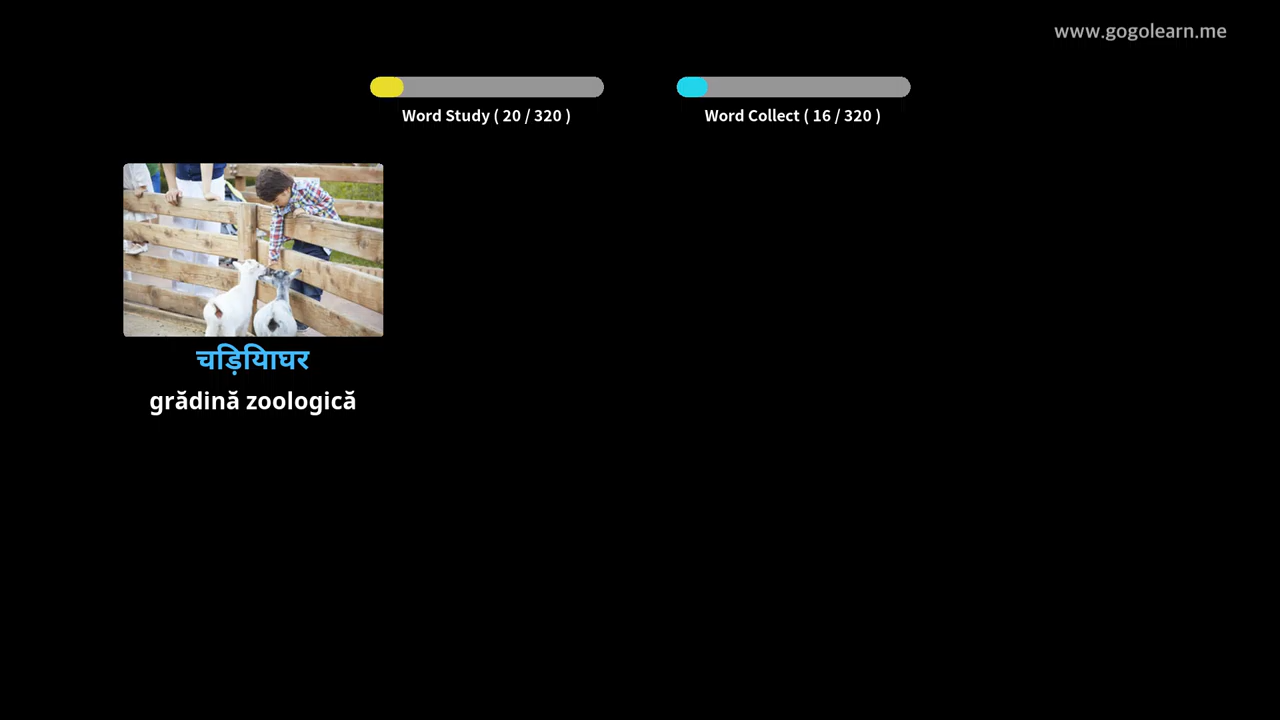 www.gogolearn.me
Word Study ( 20 / 320 )
Word Collect ( 16 / 320 )
चड़ियिाघर
grădină zoologică